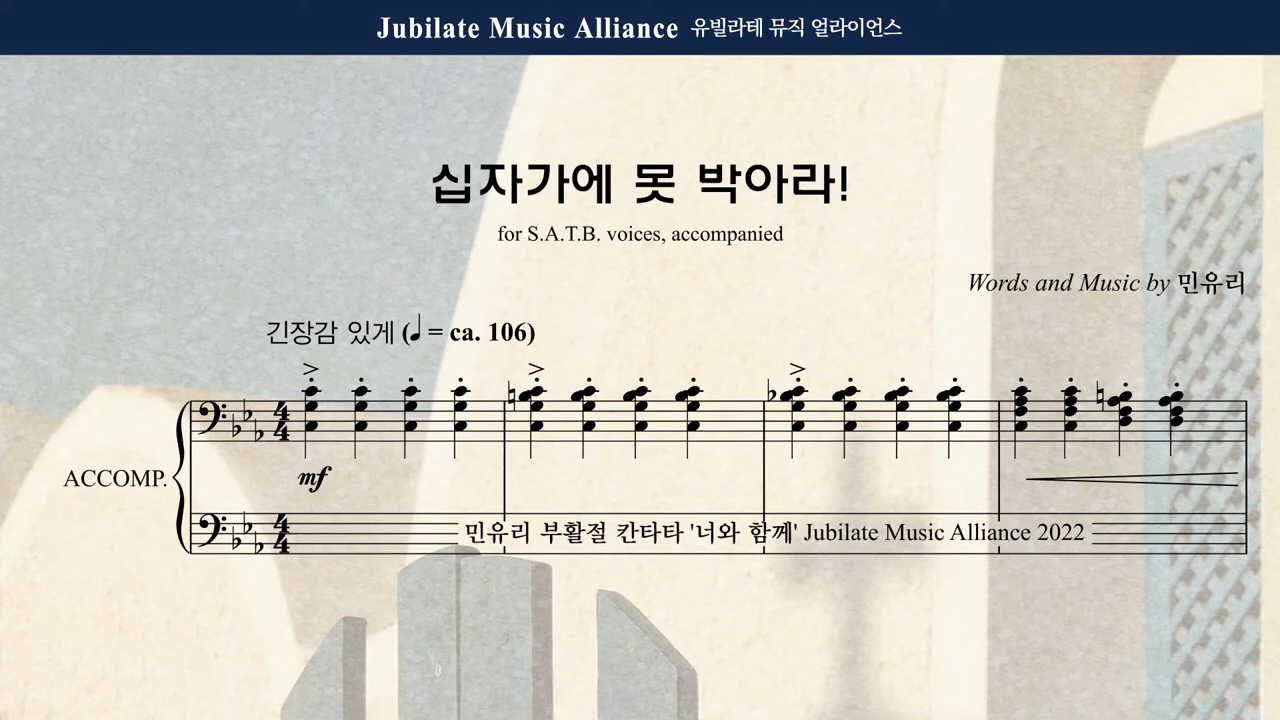 Jubilate Music Alliance 유빌라테 뮤직 얼라이언스
십자가에 못 박아라!
for S.A.T.B. voices, accompanied
Words and Music by 민유리
긴장감 있게 (♩ = ca. 106)
ACCOMP.
mf
민유리 부활절 칸타타 '너와 함께' Jubilate Music Alliance 2022